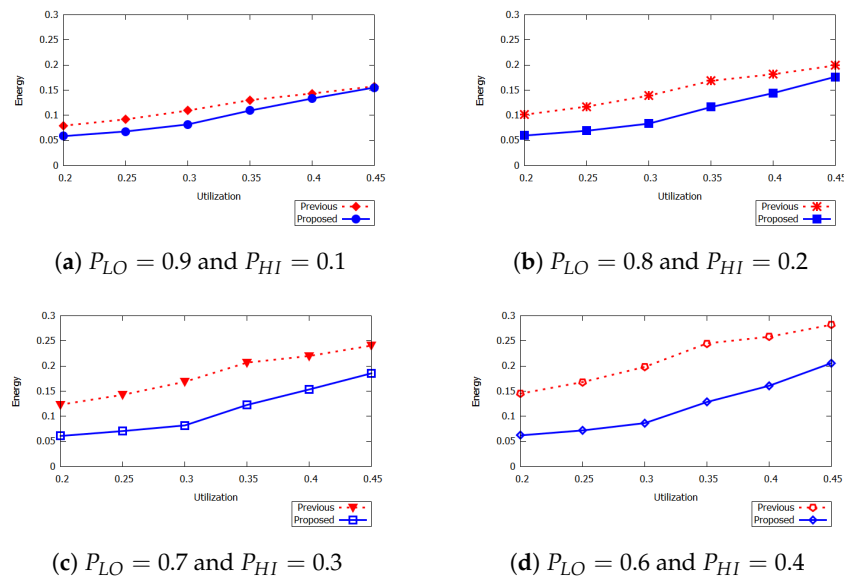 0.3
0.25
0.2
0.15
0.1
0.05
0
Energy
0.2 0.25 0.3 0.35 0.4 0.45
Utilization
Previous
Proposed
(a) P_LO = 0.9 and P_HI = 0.1
0.3
0.25
0.2
0.15
0.1
0.05
0
Energy
0.2 0.25 0.3 0.35 0.4 0.45
Utilization
Previous
Proposed
(b) P_LO = 0.8 and P_HI = 0.2
0.3
0.25
0.2
0.15
0.1
0.05
0
Energy
0.2 0.25 0.3 0.35 0.4 0.45
Utilization
Previous
Proposed
(c) P_LO = 0.7 and P_HI = 0.3
0.3
0.25
0.2
0.15
0.1
0.05
0
Energy
0.2 0.25 0.3 0.35 0.4 0.45
Utilization
Previous
Proposed
(d) P_LO = 0.6 and P_HI = 0.4